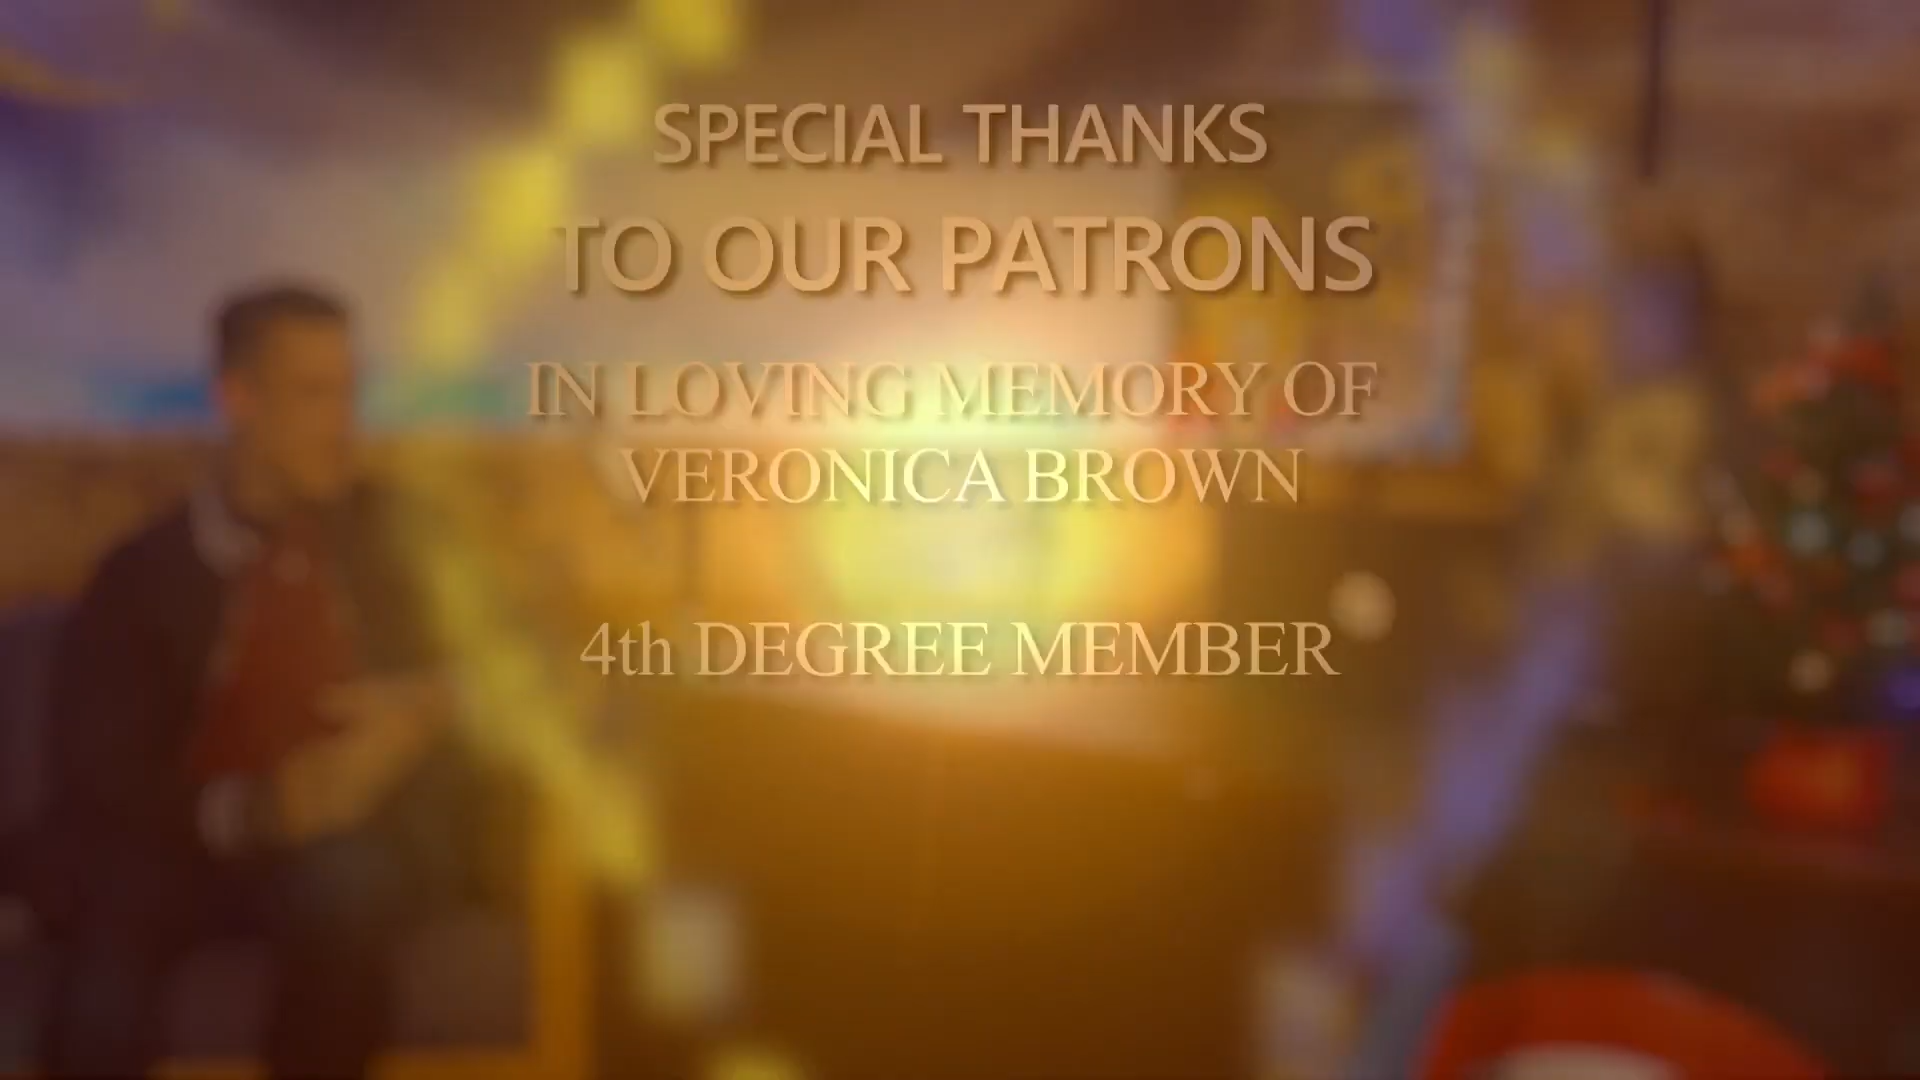 SPECIAL THANKS
TO OUR PATRONS
IN LOVING MEMORY OF
VERONICA BROWN
4th DEGREE MEMBER